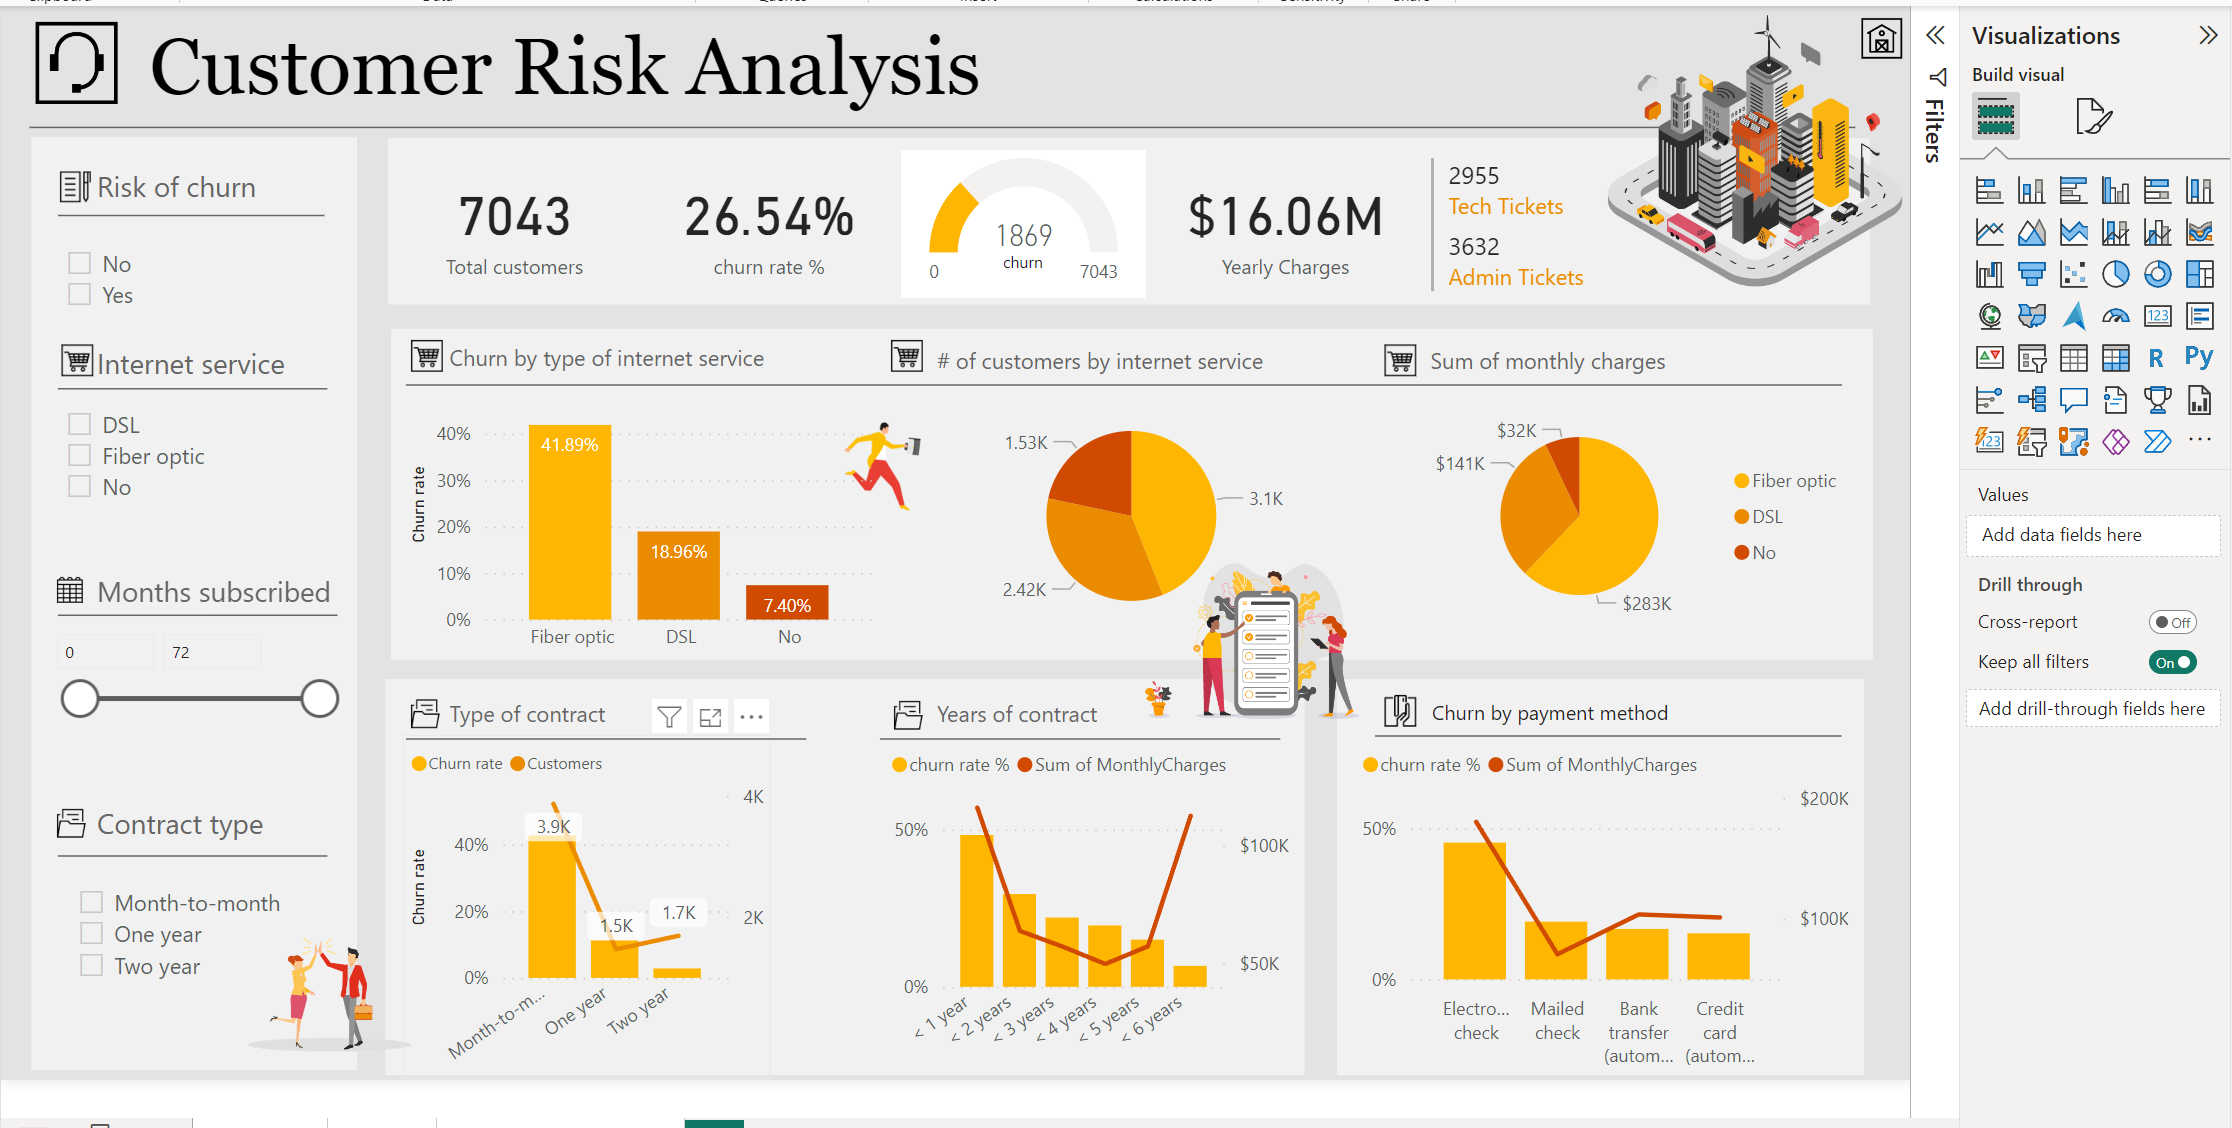 Customer Risk Analysis
Risk of churn
No
Yes
Internet service
DSL
Fiber optic
No
Months subscribed
0
72
Contract type
Month-to-month
One year
Two year
7043
Total customers
26.54%
churn rate %
1869
churn
0
7043
$16.06M
Yearly Charges
2955
Tech Tickets
3632
Admin Tickets
Churn by type of internet service
Churn rate
40%
30%
20%
10%
0%
41.89%
18.96%
7.40%
Fiber optic
DSL
No
# of customers by internet service
1.53K
3.1K
2.42K
Sum of monthly charges
$32K
$141K
$283K
Fiber optic
DSL
No
Type of contract
Churn rate
Customers
Churn rate
40%
20%
0%
4K
2K
3.9K
1.5K
1.7K
Month-to-m...
One year
Two year
Years of contract
churn rate %
Sum of MonthlyCharges
50%
0%
$100K
$50K
< 1 year
< 2 years
< 3 years
< 4 years
< 5 years
< 6 years
Churn by payment method
churn rate %
Sum of MonthlyCharges
50%
0%
$200K
$100K
Electro...
check
Mailed
check
Bank
transfer
(autom...
Credit
card
(autom...
Filters
Visualizations
Build visual
123
R
Py
123
Values
Add data fields here
Drill through
Cross-report
Off
Keep all filters
On
Add drill-through fields here